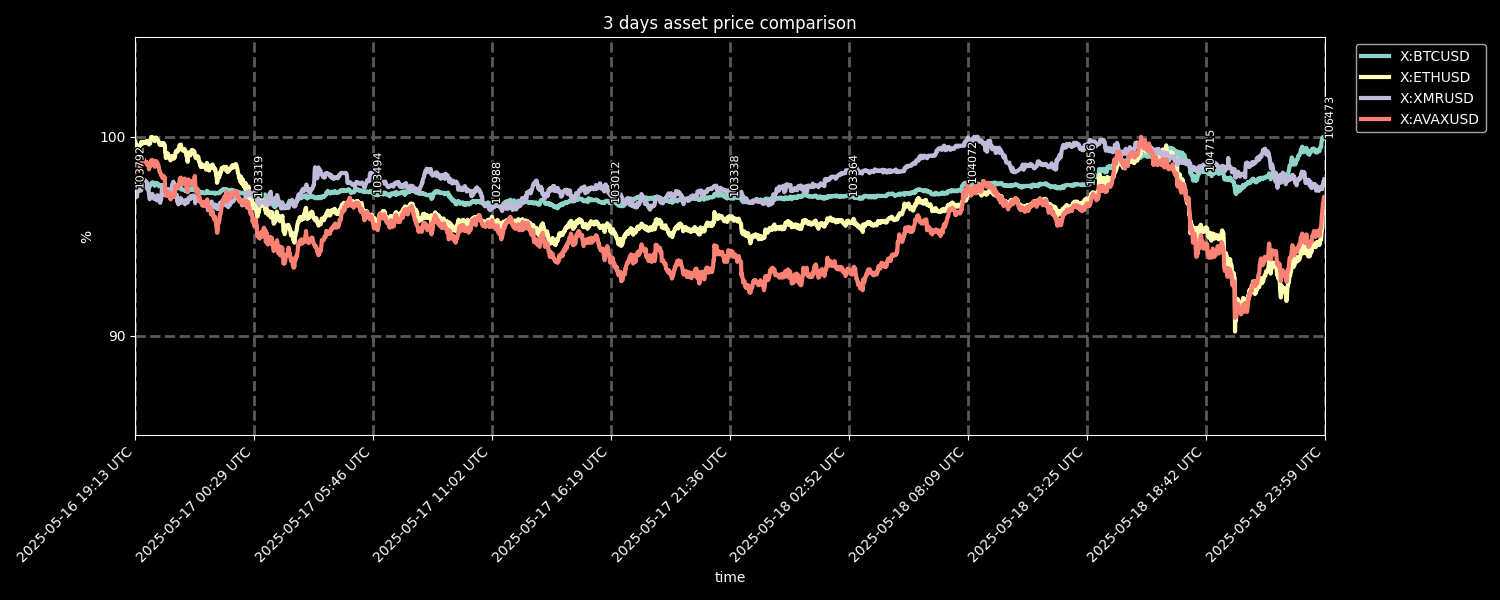 3 days asset price comparison
X:BTCUSD
X:ETHUSD
X:XMRUSD
X:AVAXUSD
100
90
%
103792
103319
103494
102988
103012
103338
103364
104072
103956
104715
106473
2025-05-16 19:13 UTC
2025-05-17 00:29 UTC
2025-05-17 05:46 UTC
2025-05-17 11:02 UTC
2025-05-17 16:19 UTC
2025-05-17 21:36 UTC
2025-05-18 02:52 UTC
2025-05-18 08:09 UTC
2025-05-18 13:25 UTC
2025-05-18 18:42 UTC
2025-05-18 23:59 UTC
time